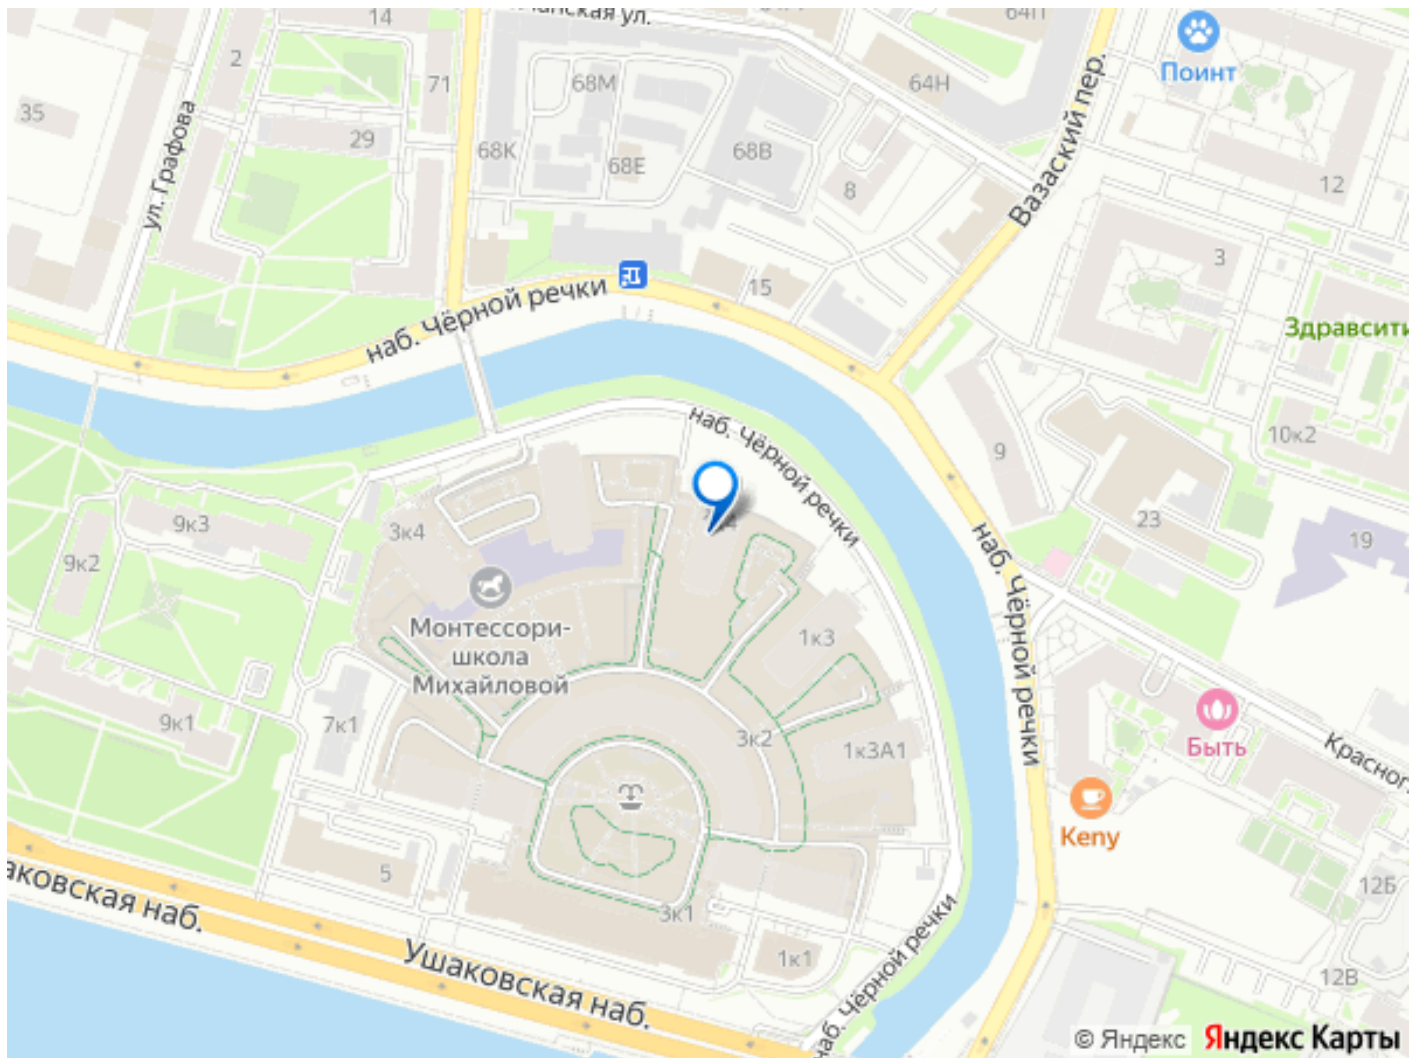 14
64Н
2
Поинт
71
68М
64Н
35
ул. Графова
29
68К
68Е
68В
8
Вазаский пер.
12
3
15
наб. Чёрной речки
Здравсити
наб. Чёрной речки
10к2
9
23
19
9к3
3к4
9к2
наб. Чёрной речки
Монтессори-
школа
Михайловой
1к3
9к1
7к1
3к2
1к3А1
Быть
Красног
Keny
5
12Б
аковская наб.
3к1
Ушаковская наб.
1к1
наб. Чёрной речки
12В
© Яндекс
Яндекс Карты